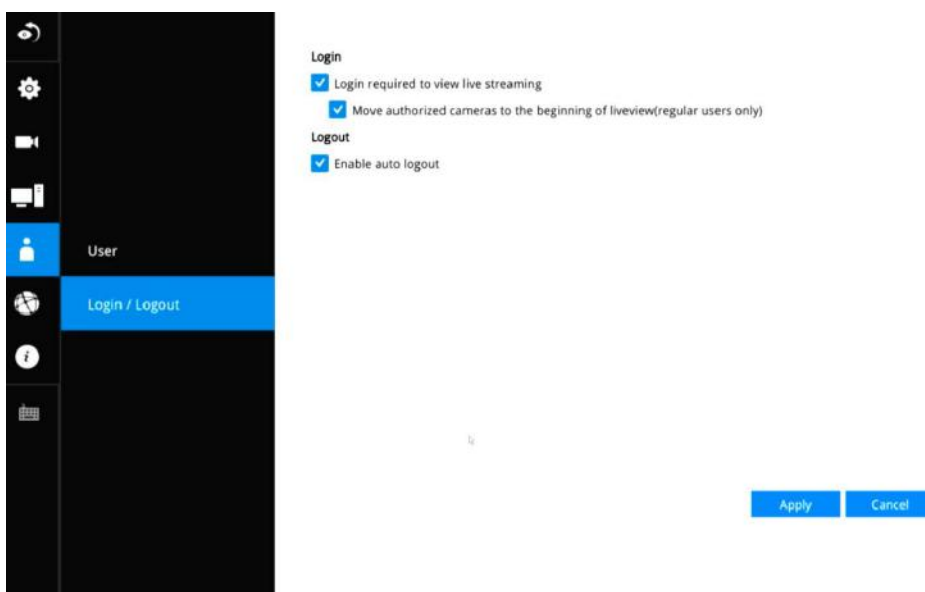 Login
Login required to view live streaming
Move authorized cameras to the beginning of liveview(regular users only)
Logout
Enable auto logout
User
Login / Logout
Apply
Cancel